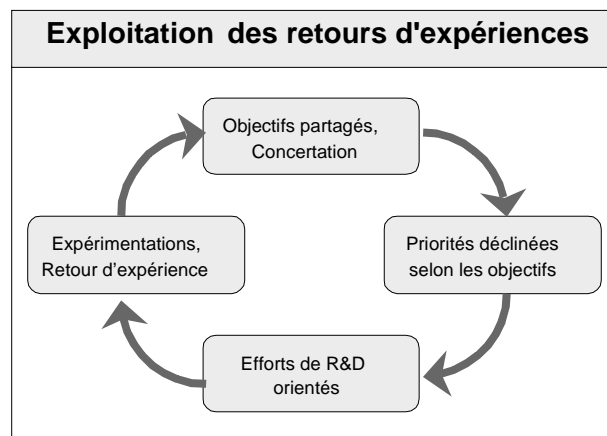 Exploitation des retours d'expériences
Objectifs partagés,
Concertation
Expérimentations,
Retour d’expérience
Priorités déclinées
selon les objectifs
Efforts de R&D
orientés